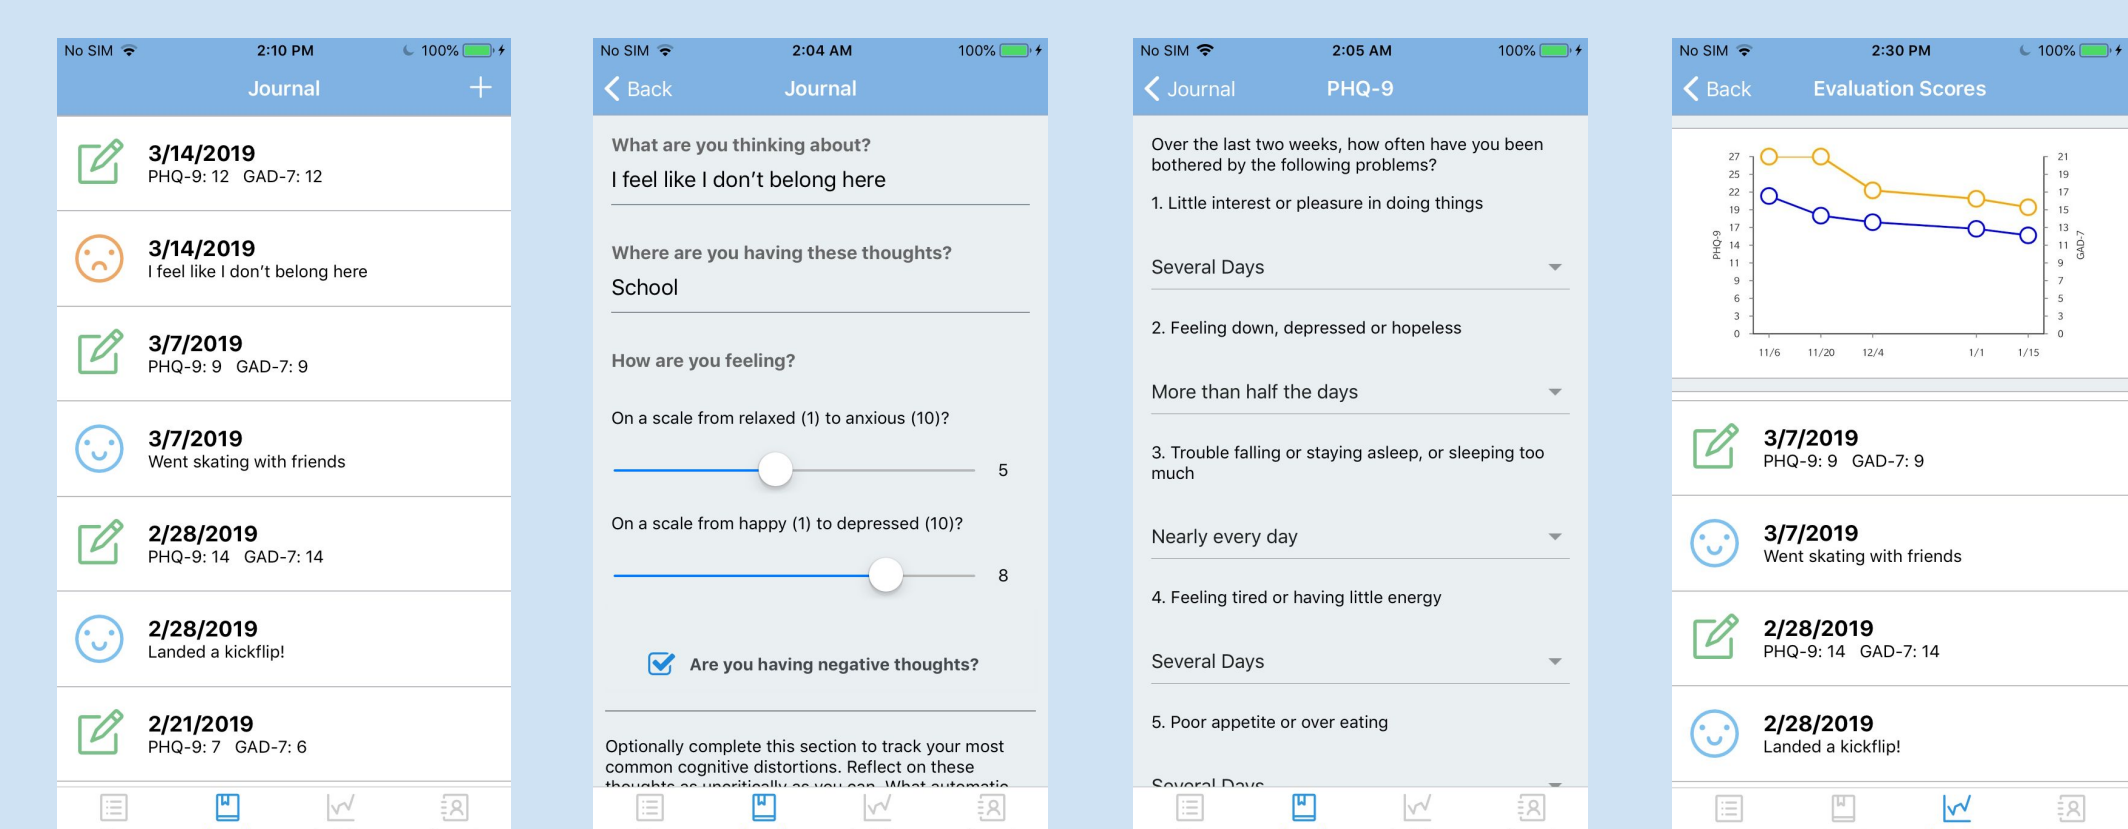 No SIM 2:10 PM 100%
Journal +
3/14/2019
PHQ-9: 12 GAD-7: 12
3/14/2019
I feel like I don't belong here
3/7/2019
PHQ-9: 9 GAD-7: 9
3/7/2019
Went skating with friends
2/28/2019
PHQ-9: 14 GAD-7: 14
2/28/2019
Landed a kickflip!
2/21/2019
PHQ-9: 7 GAD-7: 6
No SIM 2:04 AM 100%
Back Journal
What are you thinking about?
I feel like I don't belong here
Where are you having these thoughts?
School
How are you feeling?
On a scale from relaxed (1) to anxious (10)?
5
On a scale from happy (1) to depressed (10)?
8
Are you having negative thoughts?
Optionally complete this section to track your most
common cognitive distortions. Reflect on these
thoughts as uncritically as you can. What automatic
No SIM 2:05 AM 100%
Journal PHQ-9
Over the last two weeks, how often have you been
bothered by the following problems?
1. Little interest or pleasure in doing things
Several Days
2. Feeling down, depressed or hopeless
More than half the days
3. Trouble falling or staying asleep, or sleeping too
much
Nearly every day
4. Feeling tired or having little energy
Several Days
5. Poor appetite or over eating
Several Days
No SIM 2:30 PM 100%
Back Evaluation Scores
27 21
25 19
22 17
19 15
17 13
14 11
11 9
9 7
6 5
3 3
0 0
PHQ-9
GAD-7
11/6 11/20 12/4 1/1 1/15
3/7/2019
PHQ-9: 9 GAD-7: 9
3/7/2019
Went skating with friends
2/28/2019
PHQ-9: 14 GAD-7: 14
2/28/2019
Landed a kickflip!